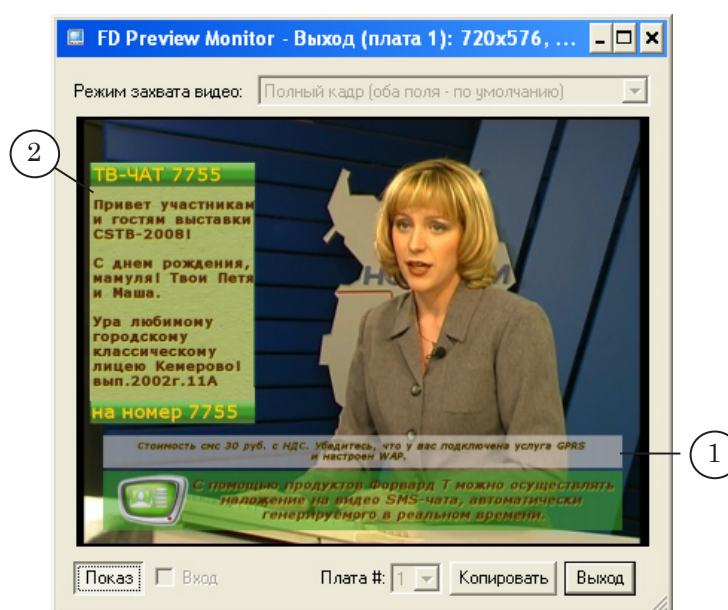 FD Preview Monitor - Выход (плата 1): 720x576, ...
Режим захвата видео: Полный кадр (оба поля - по умолчанию)
2
ТВ-ЧАТ 7755
Привет участникам
и гостям выставки
CSTB-2008!
С днем рождения,
мамуля! Твои Петя
и Маша.
Ура любимому
городскому
классическому
лицею Кемерово!
вып.2002г.11А
на номер 7755
Стоимость смс 30 руб. с НДС. Убедитесь, что у вас подключена услуга GPRS
и настроен WAP.
1
С помощью продуктов Форвард Т можно осуществлять
наложение на видео SMS-чата, автоматически
генерируемого в реальном времени.
Показ Вход Плата #: 1 Копировать Выход